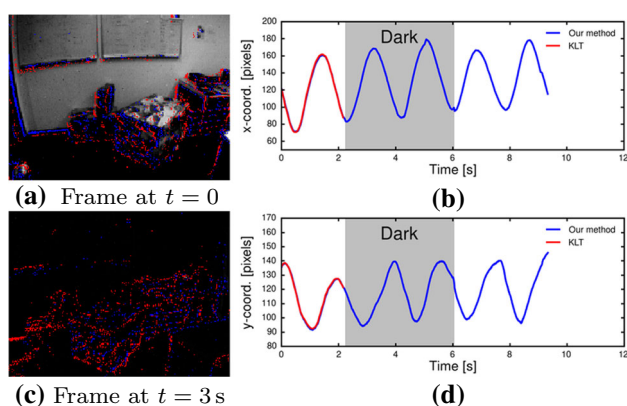 200
180
160
140
120
100
80
60
x-coord. [pixels]
Dark
Our method
KLT
0 2 4 6 8 10 12
Time [s]
(a) Frame at t = 0
(b)
170
160
150
140
130
120
110
100
90
80
y-coord. [pixels]
Dark
Our method
KLT
0 2 4 6 8 10 12
Time [s]
(c) Frame at t = 3 s
(d)